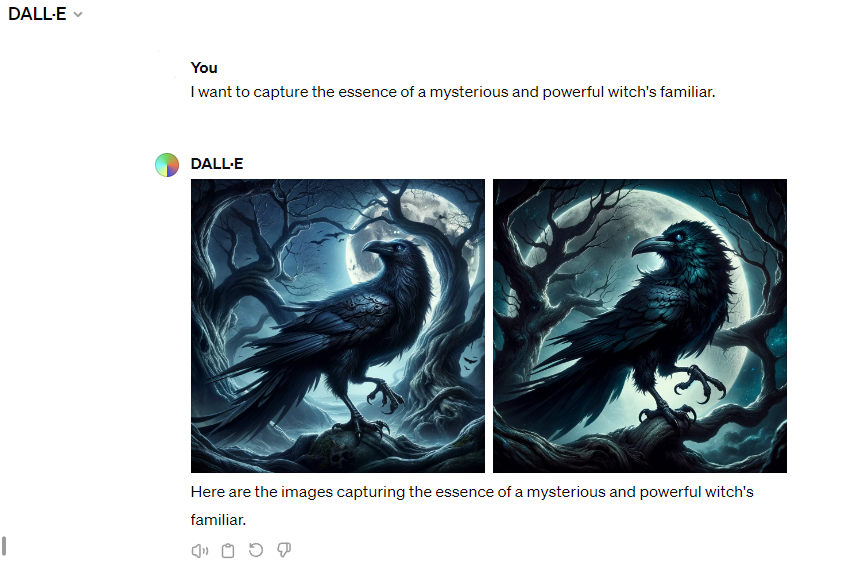 DALL·E
You
I want to capture the essence of a mysterious and powerful witch's familiar.
DALL·E
Here are the images capturing the essence of a mysterious and powerful witch's
familiar.